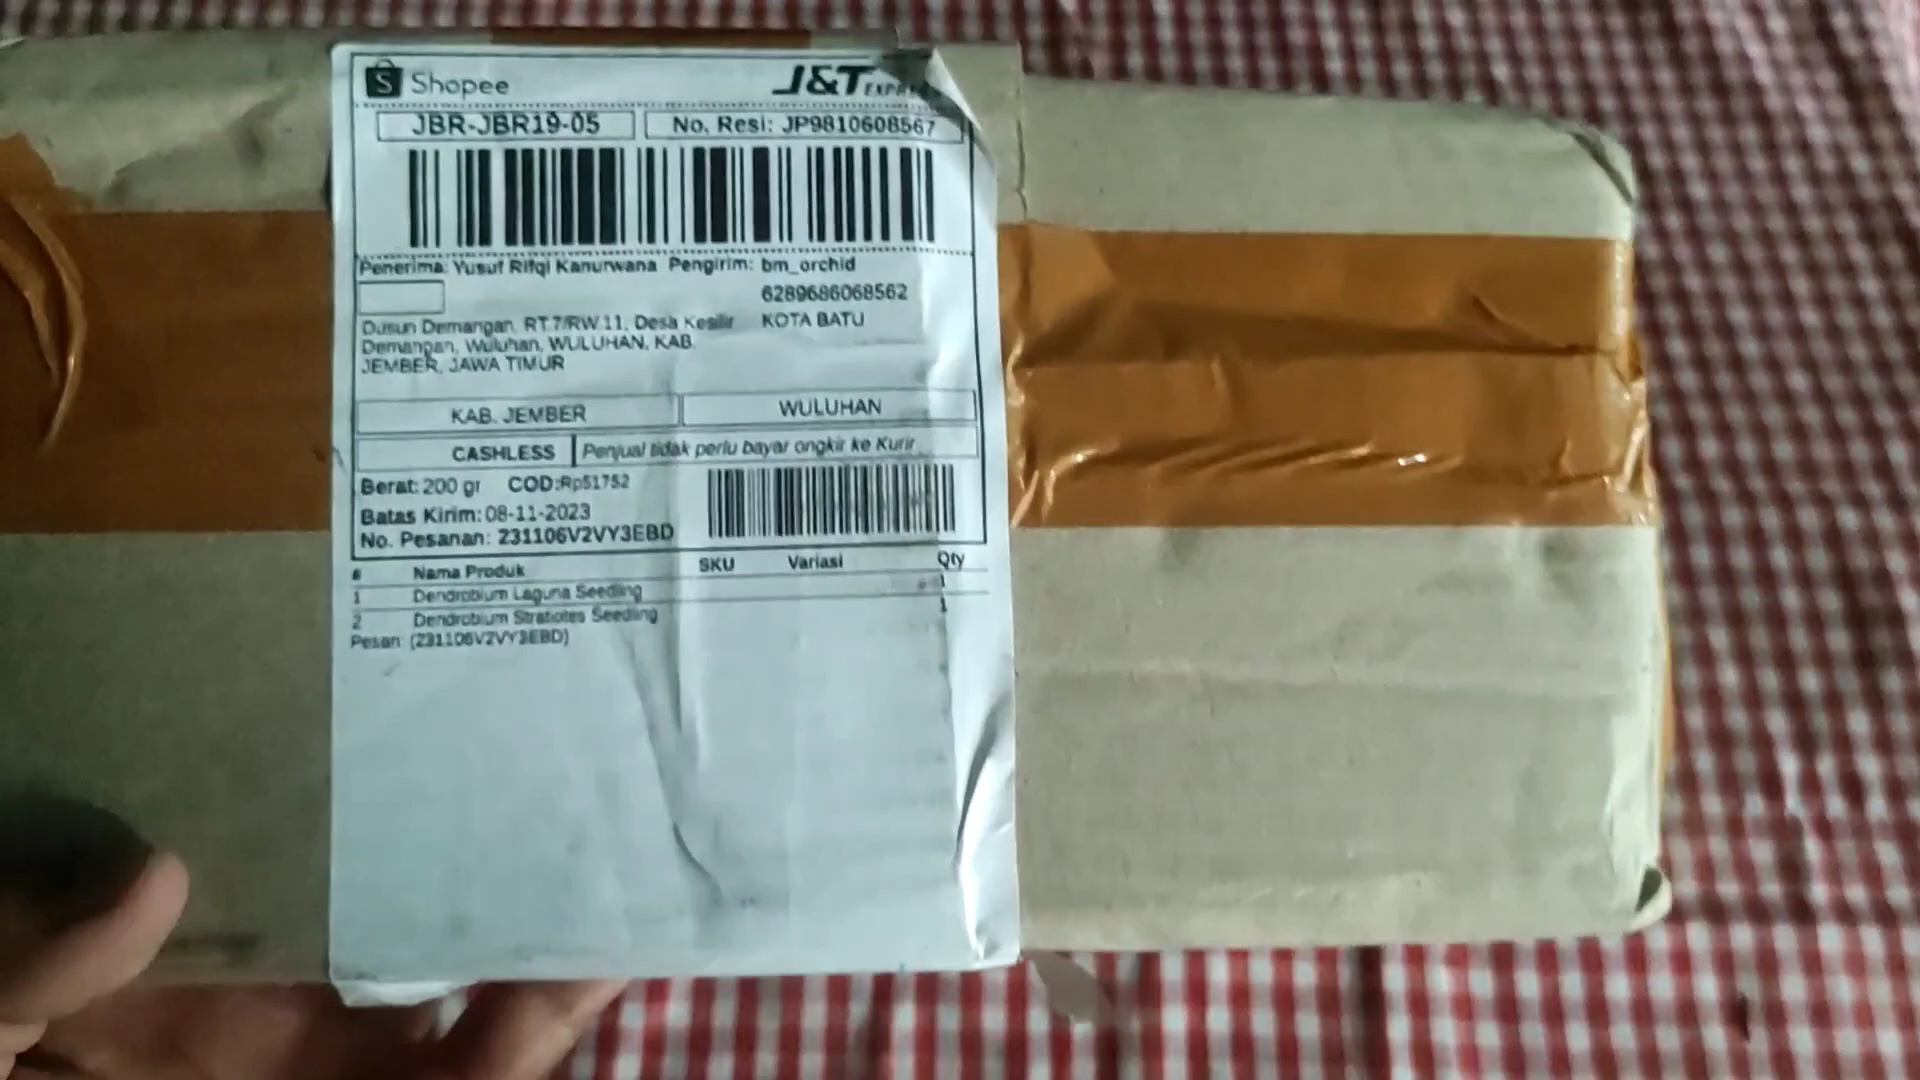 Shopee J&T EXPRESS
JBR-JBR19-05 No. Resi: JP9810608567
Penerima: Yusuf Rifqi Kanurwana Pengirim: bm_orchid
6289686068562
Dusun Demangan, RT.7/RW.11, Desa Kesilir KOTA BATU
Demangan, Wuluhan, WULUHAN, KAB.
JEMBER, JAWA TIMUR
KAB. JEMBER WULUHAN
CASHLESS Penjual tidak perlu bayar ongkir ke Kurir
Berat: 200 gr COD:Rp51752
Batas Kirim: 08-11-2023
No. Pesanan: 231106V2VY3EBD
# Nama Produk SKU Variasi Qty
1 Dendrobium Laguna Seedling 1
2 Dendrobium Stratiotes Seedling 1
Pesan: (231106V2VY3EBD)